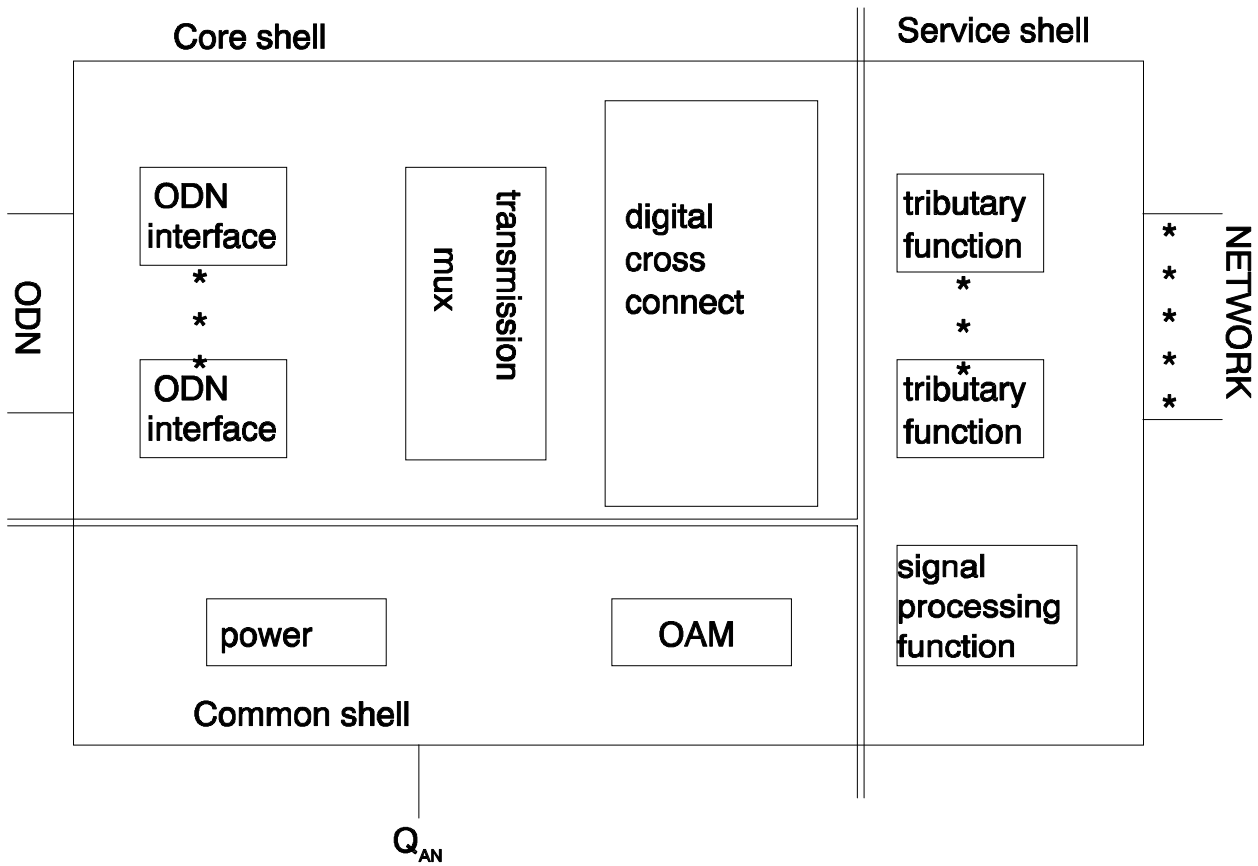 Core shell
Service shell
ODN
interface
*
*
*
ODN
interface
transmission
mux
digital
cross
connect
tributary
function
*
*
*
tributary
function
signal
processing
function
ODN
*
*
*
*
*
NETWORK
power
OAM
Common shell
QAN